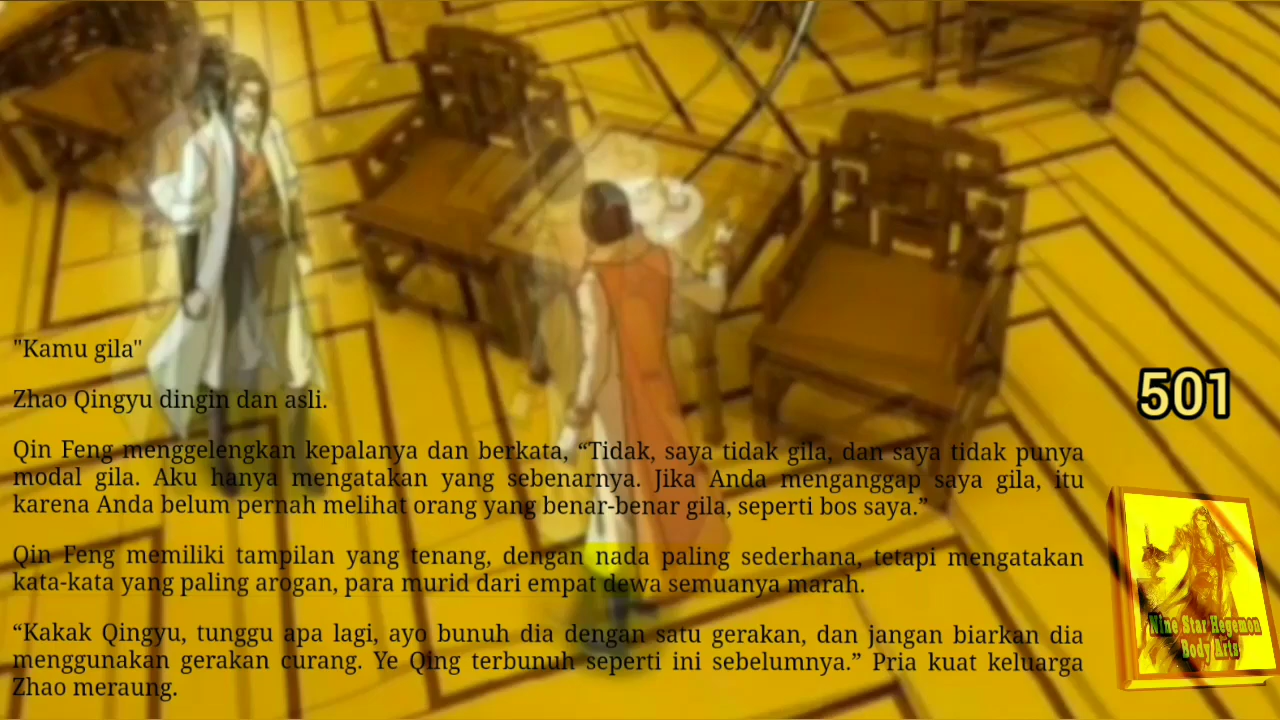 "Kamu gila"
Zhao Qingyu dingin dan asli.
Qin Feng menggelengkan kepalanya dan berkata, “Tidak, saya tidak gila, dan saya tidak punya
modal gila. Aku hanya mengatakan yang sebenarnya. Jika Anda menganggap saya gila, itu
karena Anda belum pernah melihat orang yang benar-benar gila, seperti bos saya.”
Qin Feng memiliki tampilan yang tenang, dengan nada paling sederhana, tetapi mengatakan
kata-kata yang paling arogan, para murid dari empat dewa semuanya marah.
“Kakak Qingyu, tunggu apa lagi, ayo bunuh dia dengan satu gerakan, dan jangan biarkan dia
menggunakan gerakan curang. Ye Qing terbunuh seperti ini sebelumnya.” Pria kuat keluarga
Zhao meraung.
501
Nine Star Hegemon
Body Arts